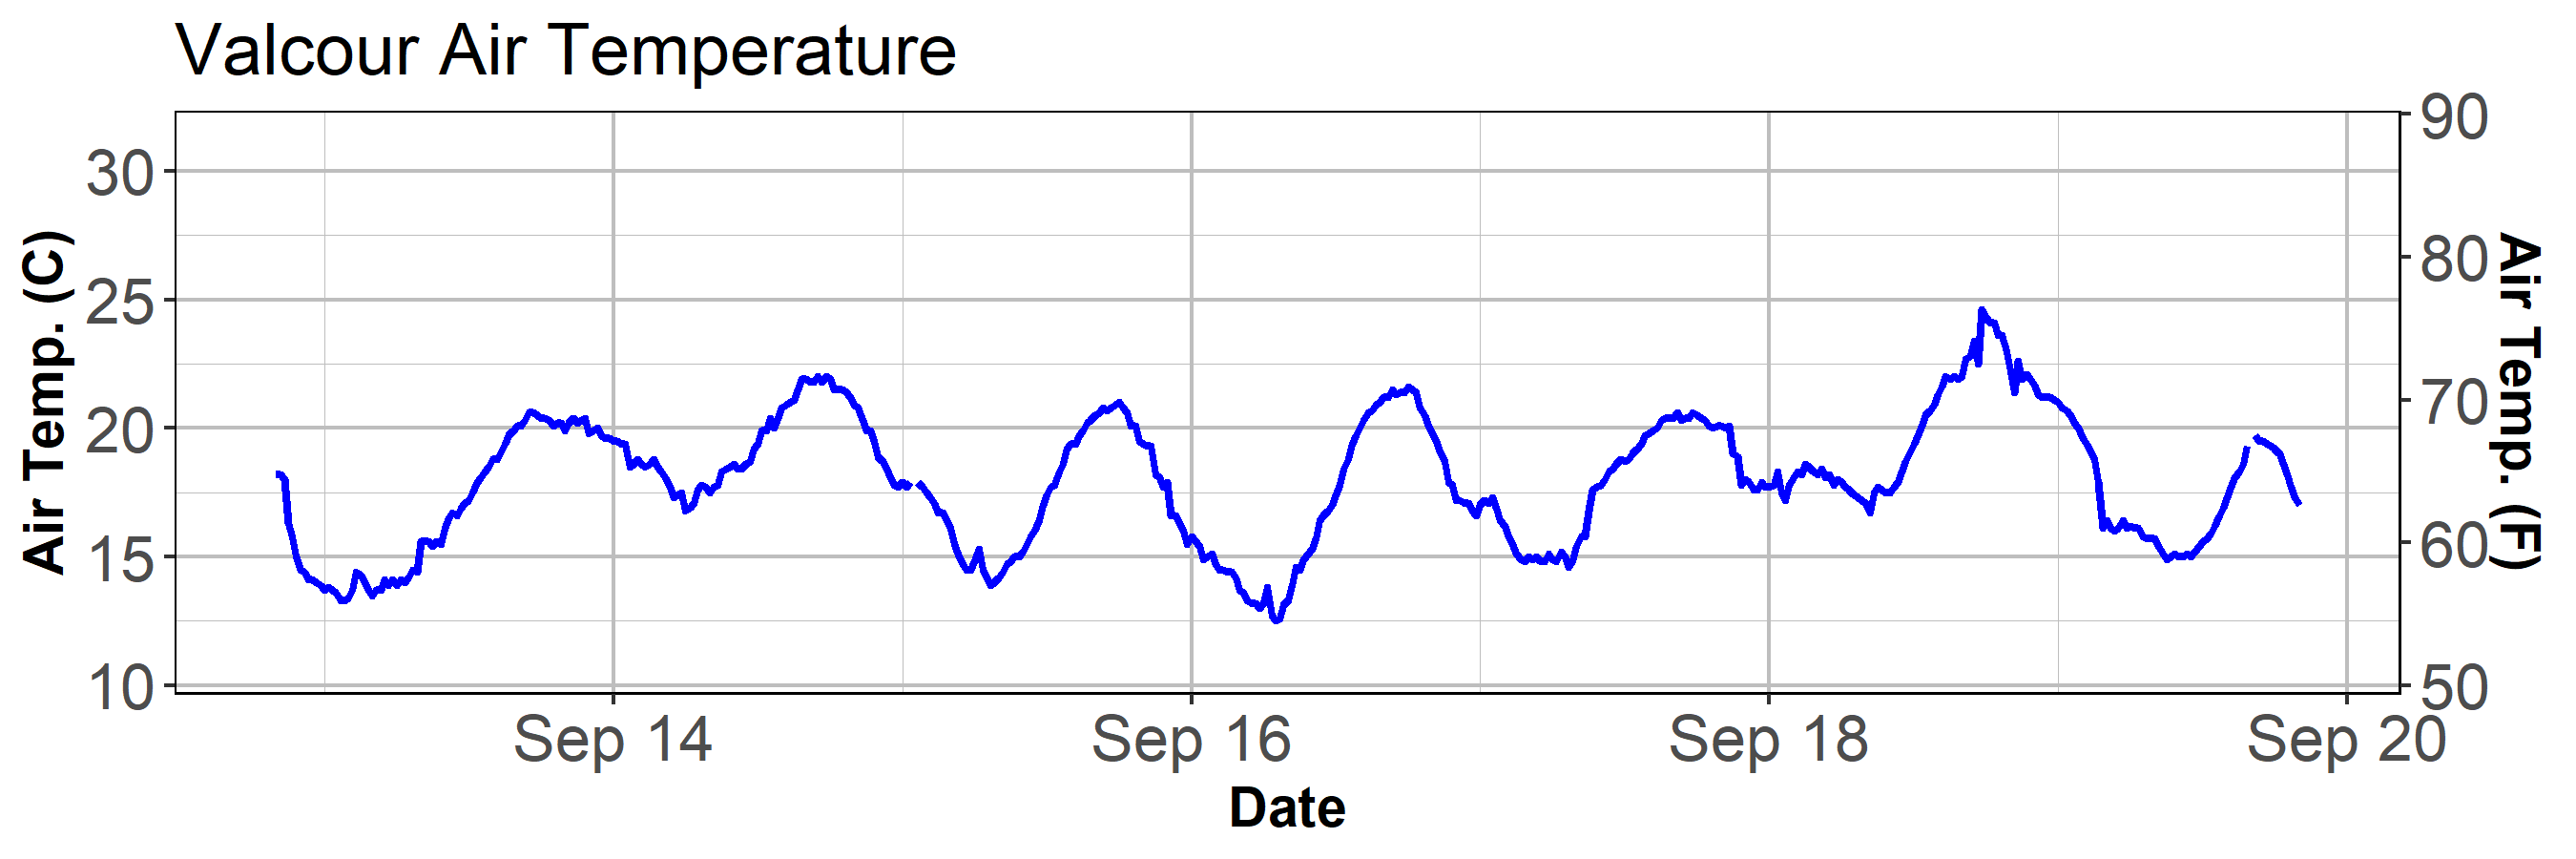 Valcour Air Temperature
Air Temp. (C)
30
25
20
15
10
90
80
70
60
50
Air Temp. (F)
Sep 14
Sep 16
Sep 18
Sep 20
Date